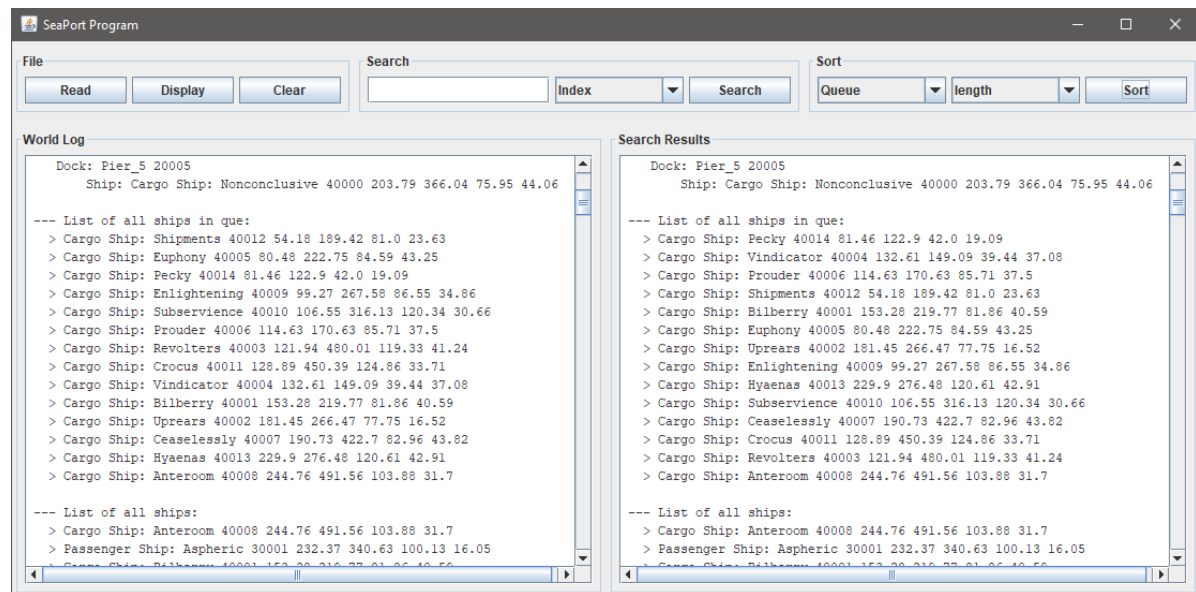 SeaPort Program
File
Search
Sort
Read Display Clear
Index Search
Queue length Sort
World Log
Dock: Pier_5 20005
Ship: Cargo Ship: Nonconclusive 40000 203.79 366.04 75.95 44.06
--- List of all ships in que:
> Cargo Ship: Shipments 40012 54.18 189.42 81.0 23.63
> Cargo Ship: Euphony 40005 80.48 222.75 84.59 43.25
> Cargo Ship: Pecky 40014 81.46 122.9 42.0 19.09
> Cargo Ship: Enlightening 40009 99.27 267.58 86.55 34.86
> Cargo Ship: Subservience 40010 106.55 316.13 120.34 30.66
> Cargo Ship: Prouder 40006 114.63 170.63 85.71 37.5
> Cargo Ship: Revolters 40003 121.94 480.01 119.33 41.24
> Cargo Ship: Crocus 40011 128.89 450.39 124.86 33.71
> Cargo Ship: Vindicator 40004 132.61 149.09 39.44 37.08
> Cargo Ship: Bilberry 40001 153.28 219.77 81.86 40.59
> Cargo Ship: Uprears 40002 181.45 266.47 77.75 16.52
> Cargo Ship: Ceaselessly 40007 190.73 422.7 82.96 43.82
> Cargo Ship: Hyaenas 40013 229.9 276.48 120.61 42.91
> Cargo Ship: Anteroom 40008 244.76 491.56 103.88 31.7
--- List of all ships:
> Cargo Ship: Anteroom 40008 244.76 491.56 103.88 31.7
> Passenger Ship: Aspheric 30001 232.37 340.63 100.13 16.05
Search Results
Dock: Pier_5 20005
Ship: Cargo Ship: Nonconclusive 40000 203.79 366.04 75.95 44.06
--- List of all ships in que:
> Cargo Ship: Pecky 40014 81.46 122.9 42.0 19.09
> Cargo Ship: Vindicator 40004 132.61 149.09 39.44 37.08
> Cargo Ship: Prouder 40006 114.63 170.63 85.71 37.5
> Cargo Ship: Shipments 40012 54.18 189.42 81.0 23.63
> Cargo Ship: Bilberry 40001 153.28 219.77 81.86 40.59
> Cargo Ship: Euphony 40005 80.48 222.75 84.59 43.25
> Cargo Ship: Uprears 40002 181.45 266.47 77.75 16.52
> Cargo Ship: Enlightening 40009 99.27 267.58 86.55 34.86
> Cargo Ship: Hyaenas 40013 229.9 276.48 120.61 42.91
> Cargo Ship: Subservience 40010 106.55 316.13 120.34 30.66
> Cargo Ship: Ceaselessly 40007 190.73 422.7 82.96 43.82
> Cargo Ship: Crocus 40011 128.89 450.39 124.86 33.71
> Cargo Ship: Revolters 40003 121.94 480.01 119.33 41.24
> Cargo Ship: Anteroom 40008 244.76 491.56 103.88 31.7
--- List of all ships:
> Cargo Ship: Anteroom 40008 244.76 491.56 103.88 31.7
> Passenger Ship: Aspheric 30001 232.37 340.63 100.13 16.05